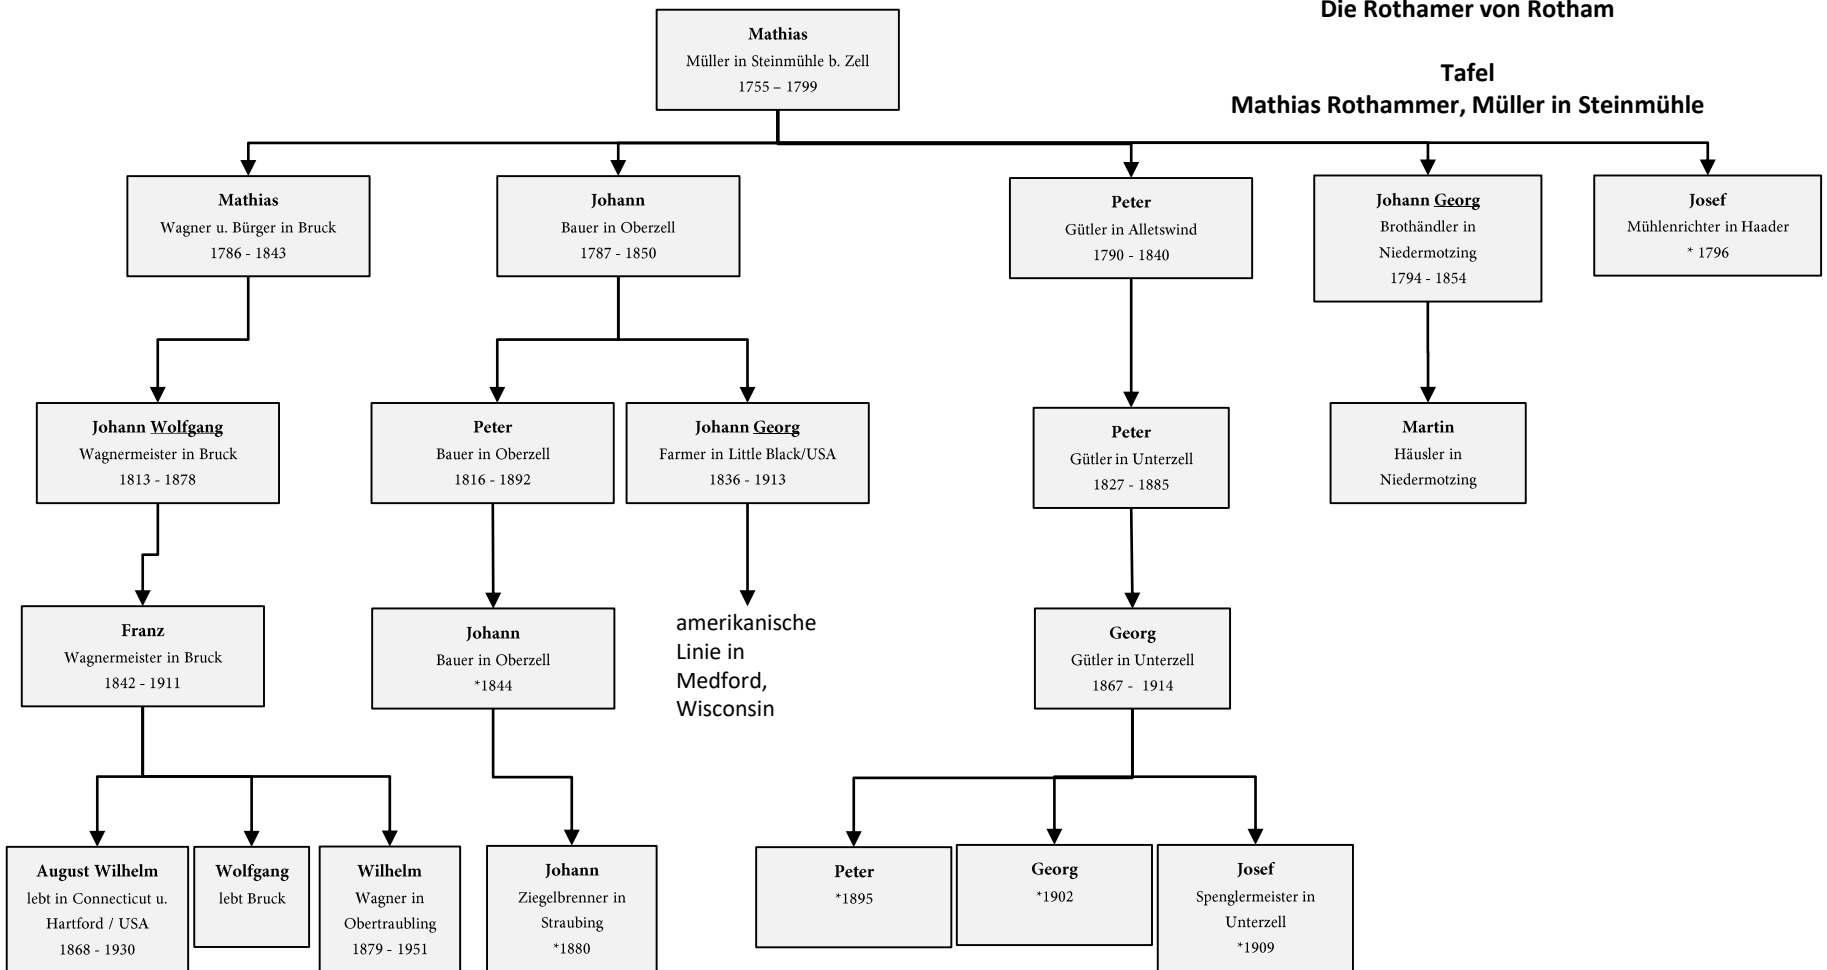 Die Rothamer von Rotham
Tafel
Mathias Rothammer, Müller in Steinmühle
Mathias
Müller in Steinmühle b. Zell
1755 – 1799
Mathias
Wagner u. Bürger in Bruck
1786 - 1843
Johann
Bauer in Oberzell
1787 - 1850
Peter
Gütler in Alletswind
1790 - 1840
Johann Georg
Brothändler in
Niedermotzing
1794 - 1854
Josef
Mühlenrichter in Haader
* 1796
Johann Wolfgang
Wagnermeister in Bruck
1813 - 1878
Peter
Bauer in Oberzell
1816 - 1892
Johann Georg
Farmer in Little Black/USA
1836 - 1913
Peter
Gütler in Unterzell
1827 - 1885
Martin
Häusler in
Niedermotzing
Franz
Wagnermeister in Bruck
1842 - 1911
Johann
Bauer in Oberzell
*1844
amerikanische
Linie in
Medford,
Wisconsin
Georg
Gütler in Unterzell
1867 - 1914
August Wilhelm
lebt in Connecticut u.
Hartford / USA
1868 - 1930
Wolfgang
lebt Bruck
Wilhelm
Wagner in
Obertraubling
1879 - 1951
Johann
Ziegelbrenner in
Straubing
*1880
Peter
*1895
Georg
*1902
Josef
Spenglermeister in
Unterzell
*1909